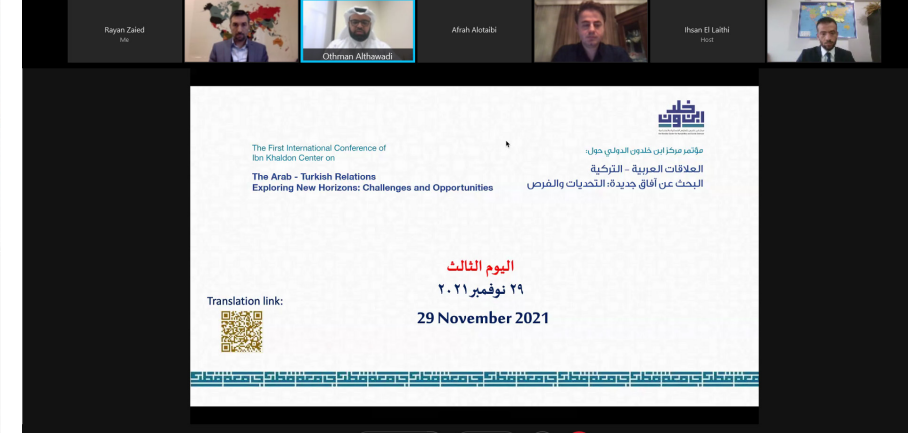 Rayan Zaied
Me
Othman Althawadi
Afrah Alotaibi
Ihsan El Laithi
Host
ابن خلدون
The First International Conference of
Ibn Khaldon Center on
The Arab - Turkish Relations
Exploring New Horizons: Challenges and Opportunities
مؤتمر مركز ابن خلدون الدولي حول:
العلاقات العربية - التركية
البحث عن آفاق جديدة: التحديات والفرص
اليوم الثالث
٢٩ نوفمبر ٢٠٢١
29 November 2021
Translation link: